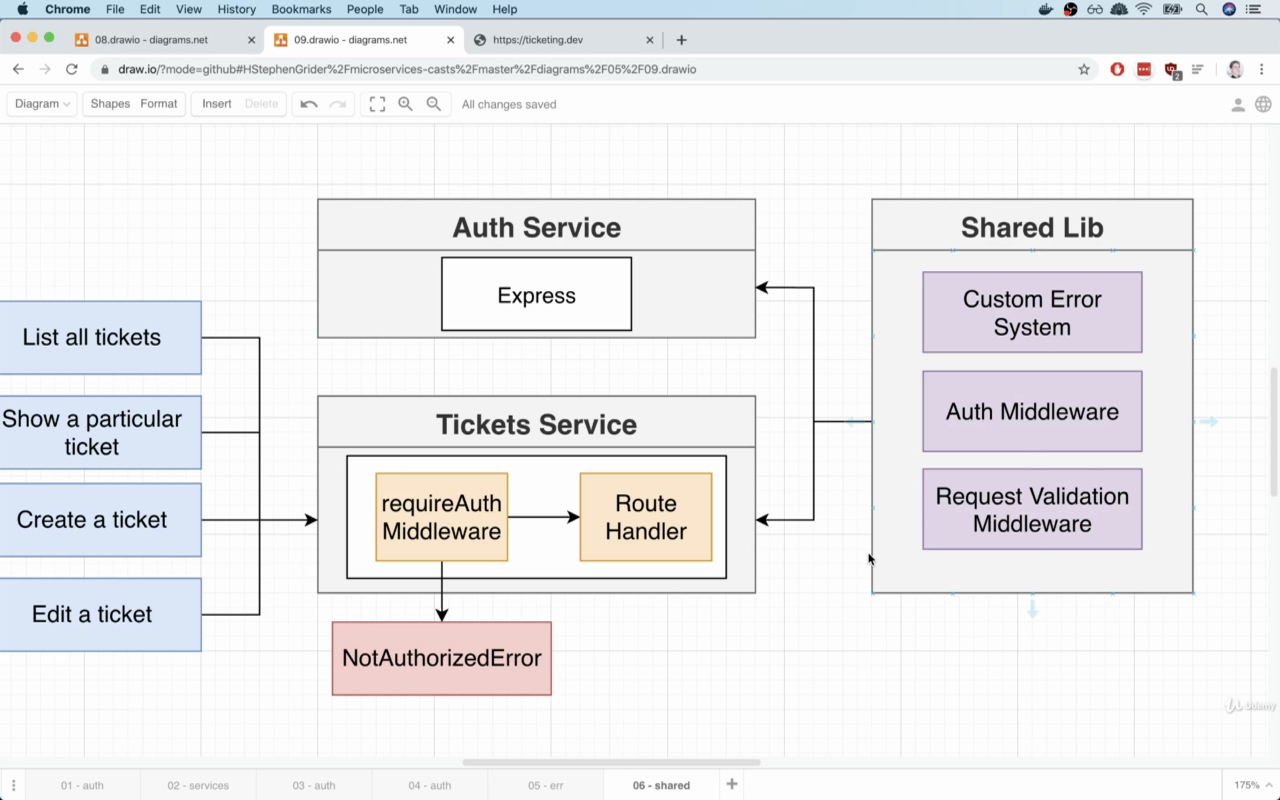 Chrome File Edit View History Bookmarks People Tab Window Help
08.drawio - diagrams.net
09.drawio - diagrams.net
https://ticketing.dev
draw.io/?mode=github#HStephenGrider%2Fmicroservices-casts%2Fmaster%2Fdiagrams%2F05%2F09.drawio
2
Diagram Shapes Format Insert Delete All changes saved
Auth Service
Express
Shared Lib
Custom Error
System
Auth Middleware
Request Validation
Middleware
List all tickets
Show a particular
ticket
Create a ticket
Edit a ticket
Tickets Service
requireAuth
Middleware
Route
Handler
NotAuthorizedError
Udemy
01 - auth
02 - services
03 - auth
04 - auth
05 - err
06 - shared
175%